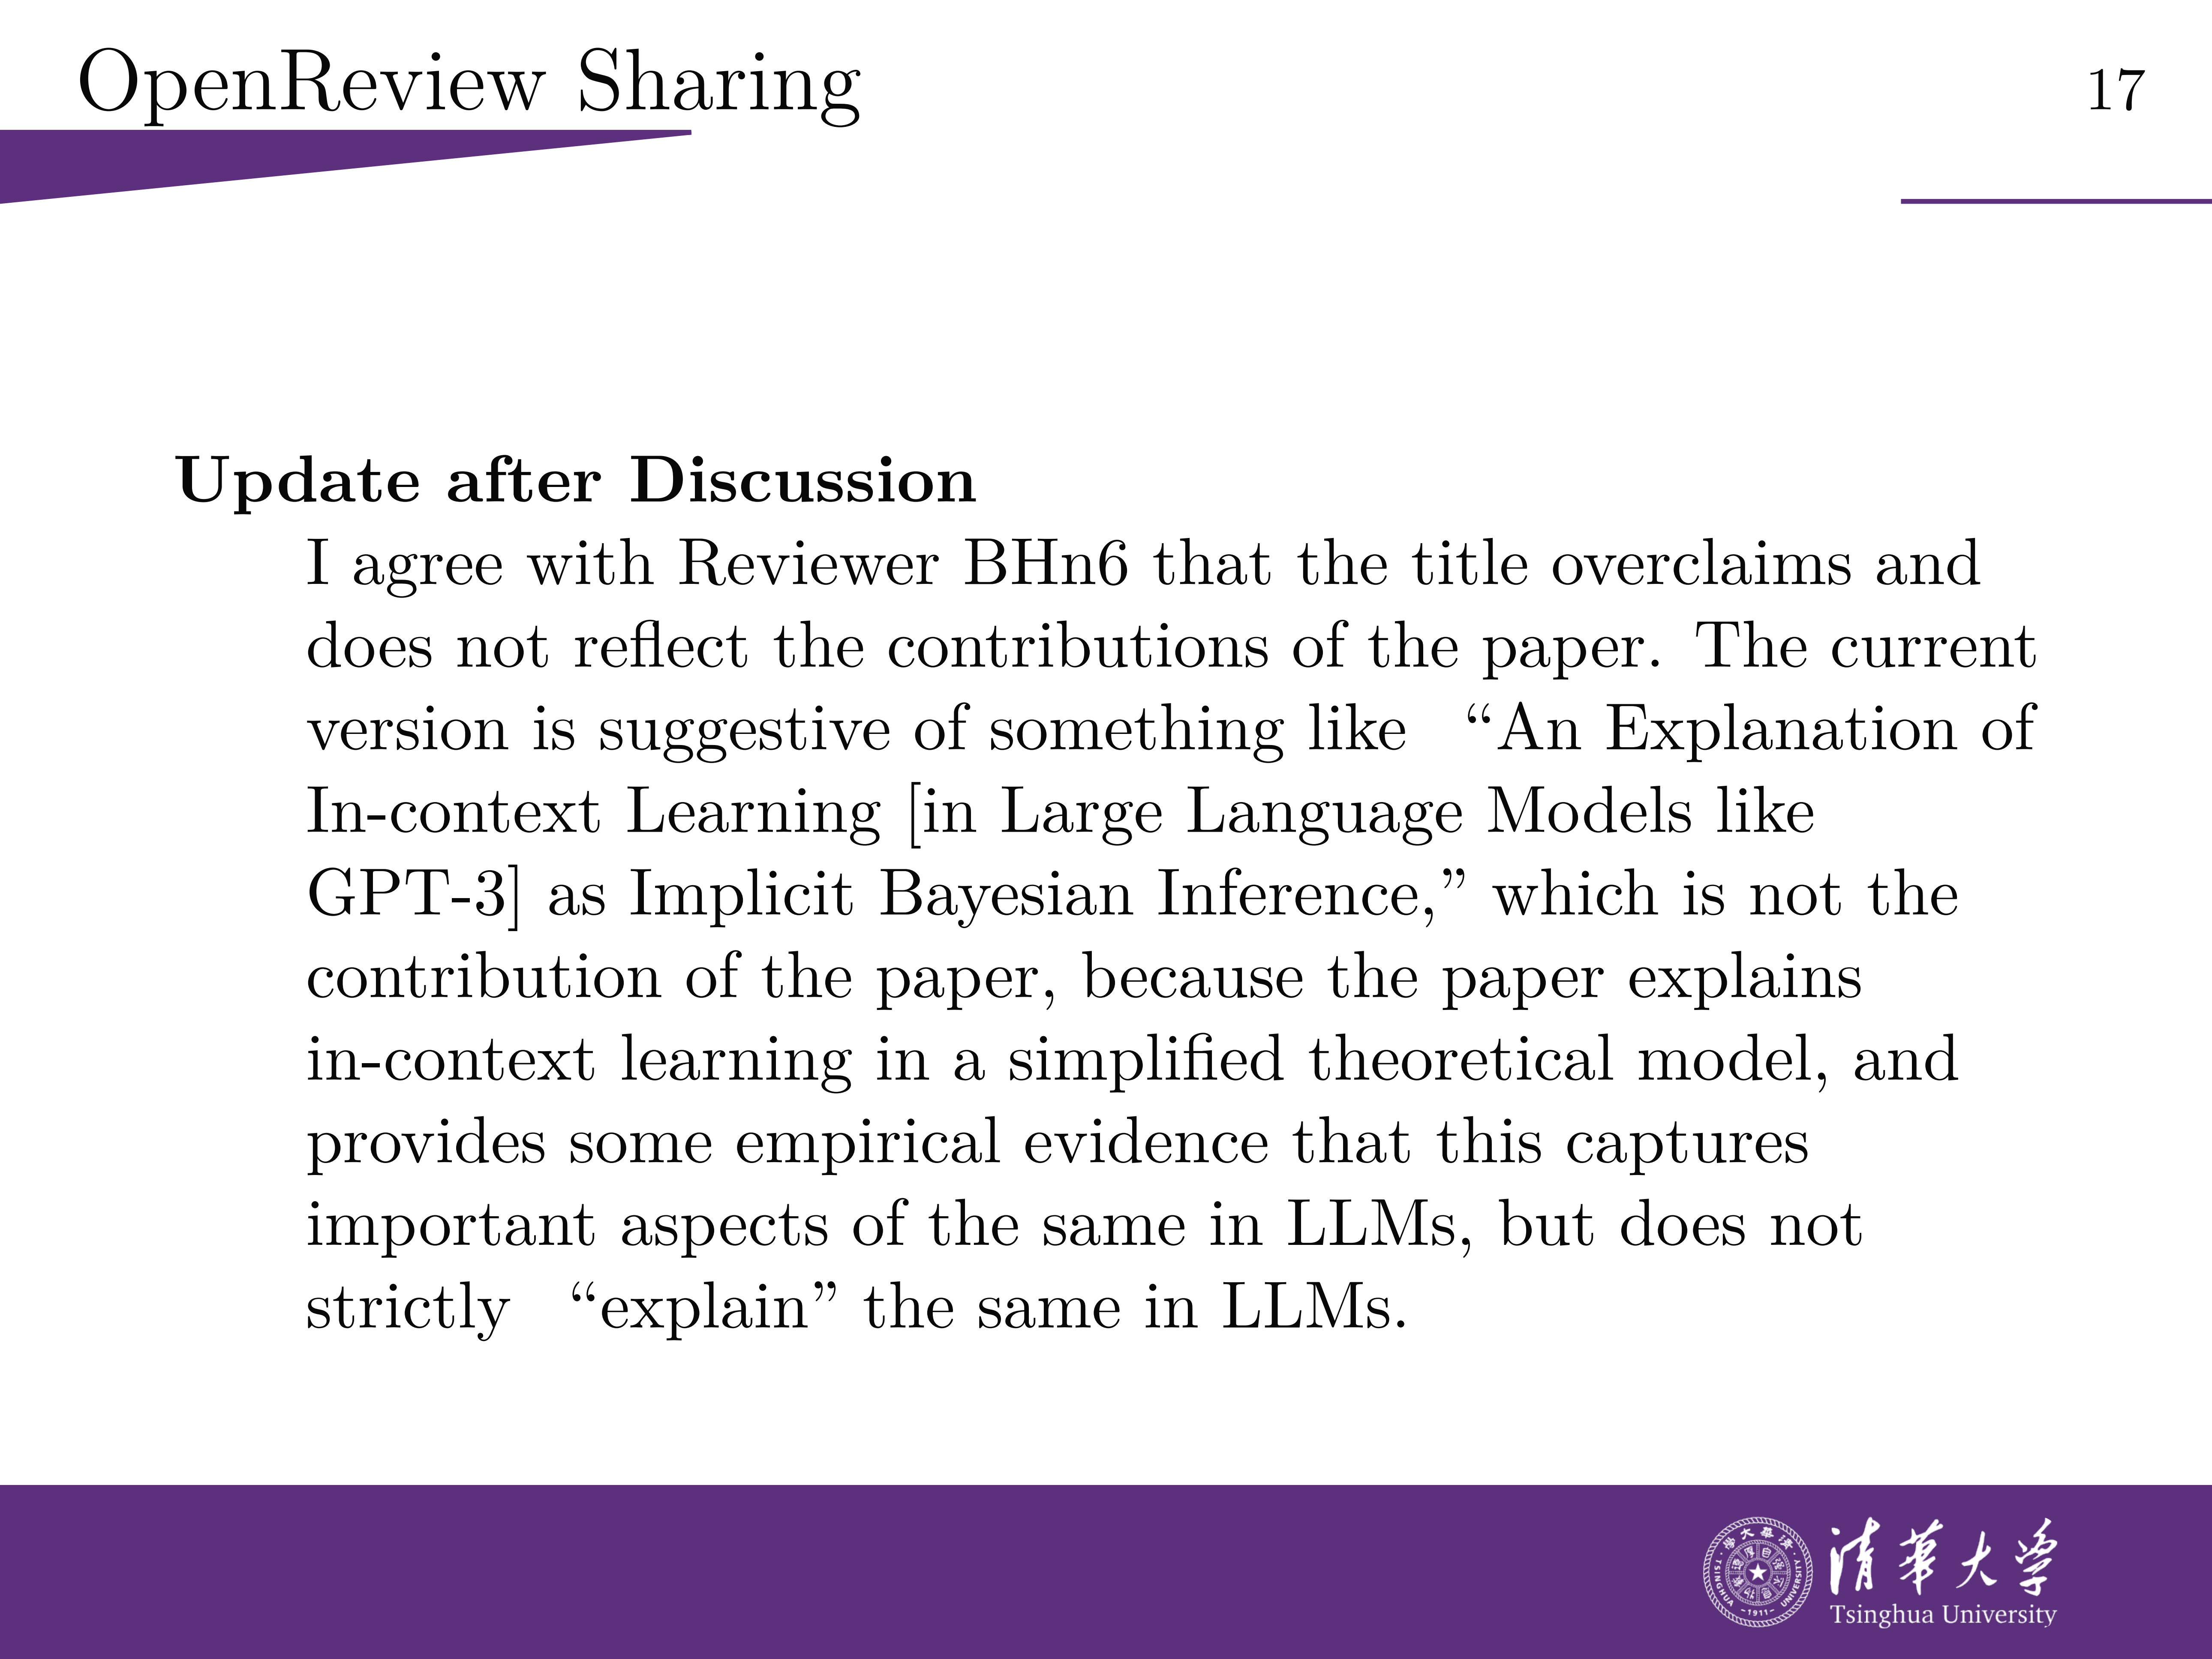 OpenReview Sharing
17
Update after Discussion
I agree with Reviewer BHn6 that the title overclaims and
does not reflect the contributions of the paper. The current
version is suggestive of something like “An Explanation of
In-context Learning [in Large Language Models like
GPT-3] as Implicit Bayesian Inference,” which is not the
contribution of the paper, because the paper explains
in-context learning in a simplified theoretical model, and
provides some empirical evidence that this captures
important aspects of the same in LLMs, but does not
strictly “explain” the same in LLMs.
清華大学
Tsinghua University
TSINGHUA UNIVERSITY
-1911-